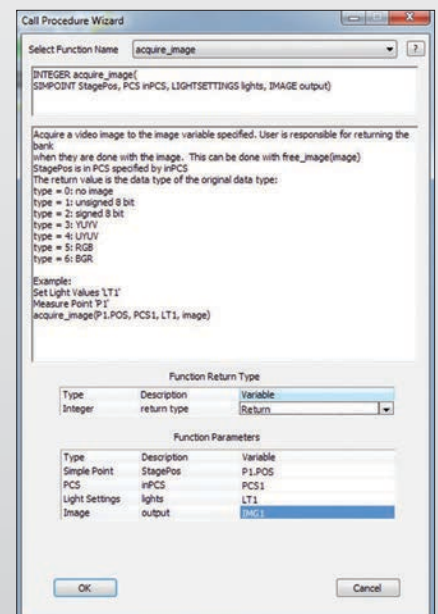 Call Procedure Wizard
Select Function Name acquire_image ?
INTEGER acquire_image(
SIMPOINT StagePos, PCS inPCS, LIGHTSETTINGS lights, IMAGE output)
Acquire a video image to the image variable specified. User is responsible for returning the
bank
when they are done with the image. This can be done with free_image(image)
StagePos is in PCS specified by inPCS
The return value is the data type of the original data type:
type = 0: no image
type = 1: unsigned 8 bit
type = 2: signed 8 bit
type = 3: YUYV
type = 4: UYUV
type = 5: RGB
type = 6: BGR
Example:
Set Light Values 'LT1'
Measure Point 'P1'
acquire_image(P1.POS, PCS1, LT1, image)
Function Return Type
Type Description Variable
Integer return type Return
Function Parameters
Type Description Variable
Simple Point StagePos P1.POS
PCS inPCS PCS1
Light Settings lights LT1
Image output IMG1
OK Cancel